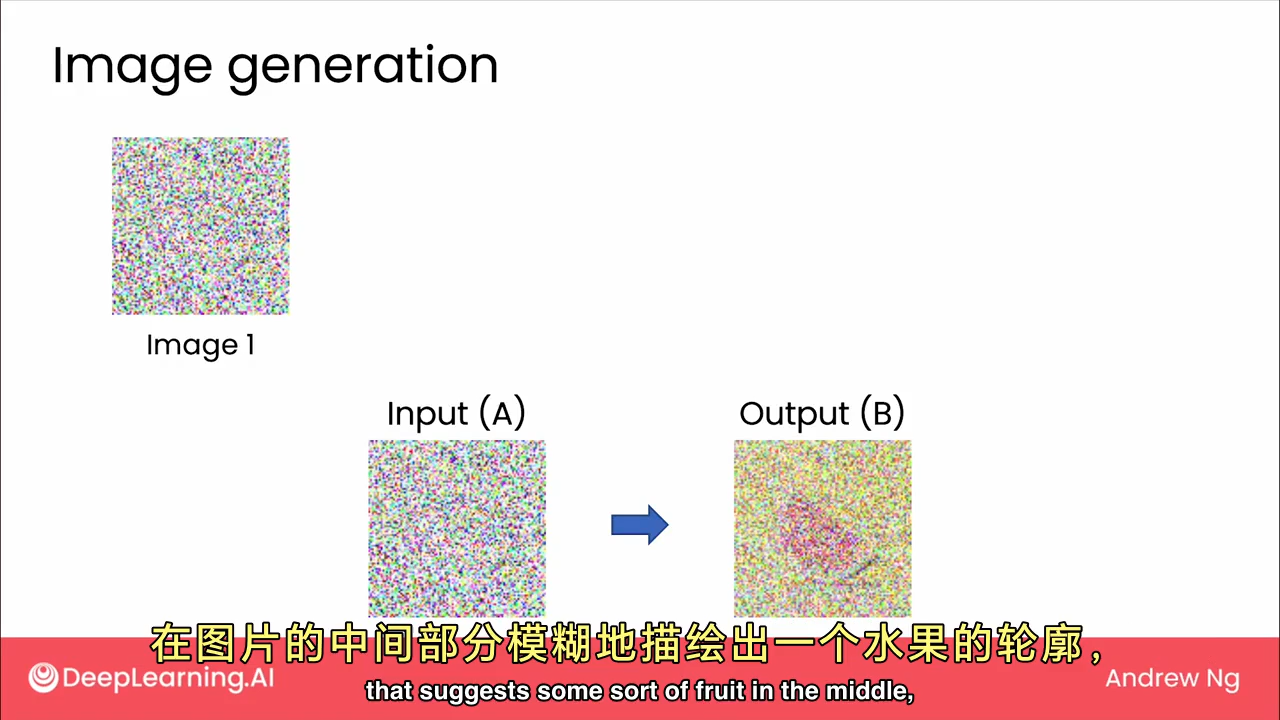 Image generation
Image 1
Input (A)
Output (B)
在图片的中间部分模糊地描绘出一个水果的轮廓，
DeepLearning.AI
Andrew Ng
that suggests some sort of fruit in the middle,